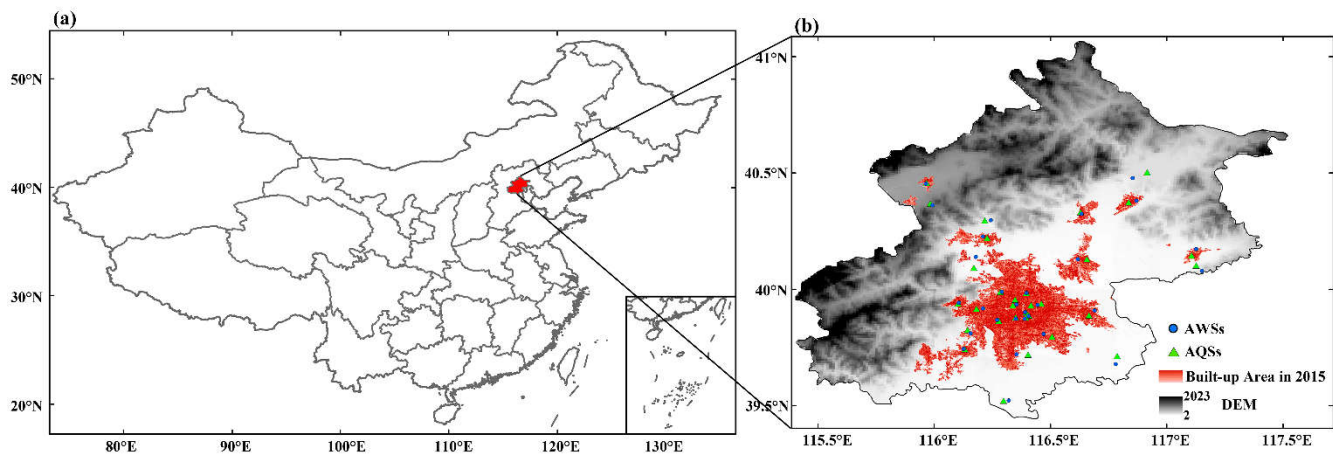 (a)
50°N
40°N
30°N
20°N
80°E
90°E
100°E
110°E
120°E
130°E
(b)
41°N
40.5°N
40°N
39.5°N
115.5°E
116°E
116.5°E
117°E
117.5°E
AWSs
AQSs
Built-up Area in 2015
2023
2
DEM